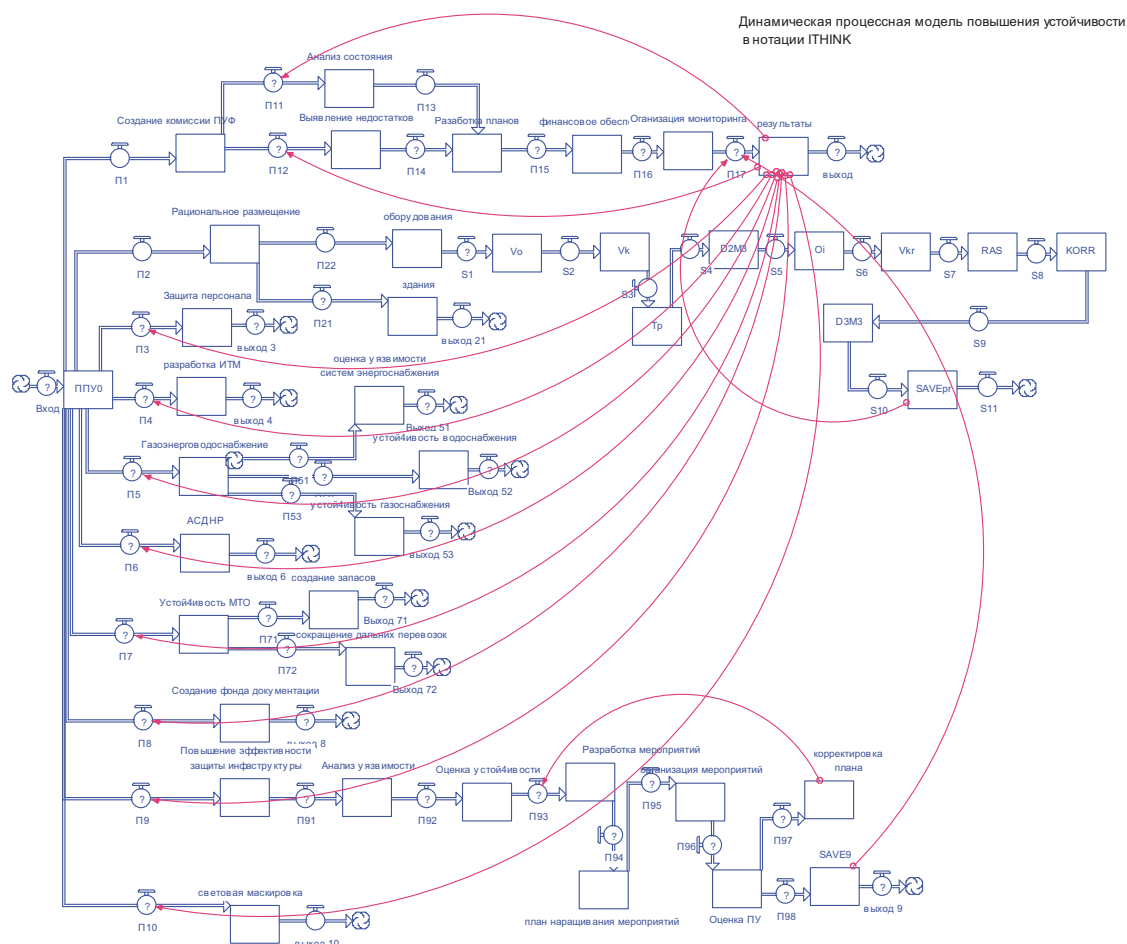 Динамическая процессная модель повышения устойчивости
в нотации ITHINK
Анализ состояния
?
П11
П13
Создание комиссии ПУФ
Выявление недостатков
Разаботка планов
финансовое обесп
Оганизация мониторинга
результаты
П1
?
П12
?
П14
?
П15
?
П16
?
П17
?
выход
Рациональное размещение
оборудования
П2
П22
?
S1
Vo
S2
Vk
S3
Тр
S4
D2M3
?
S5
Oi
?
S6
Vkr
?
S7
RAS
?
S8
KORR
здания
?
П21
выход 21
D3M3
S9
Защита персонала
?
П3
?
выход 3
оценка уязвимости
систем энергоснабжения
разработка ИТМ
?
Вход
ППУ0
?
П4
?
выход 4
?
Выход 51
S10
SAVEpr
S11
Газоэнерговодоснабжение
устой4ивость водоснабжения
?
П5
?
П51
?
?
Выход 52
?
П53
устой4ивость газоснабжения
?
выход 53
АСДНР
?
П6
?
выход 6
создание запасов
Устой4ивость МТО
?
П7
?
П71
?
Выход 71
сокращение дальних перевозок
?
П72
?
Выход 72
Создание фонда документации
?
П8
?
выход 8
Повышение эффективности
защиты инфаструктуры
Анализ уязвимости
Оценка устой4ивости
Разработка мероприятий
организация мероприятий
корректировка
плана
?
П9
?
П91
?
П92
?
П93
?
П94
?
П95
?
П96
?
П97
план наращивания мероприятий
Оценка ПУ
?
П98
SAVE9
?
выход 9
световая маскировка
?
П10
выход 10